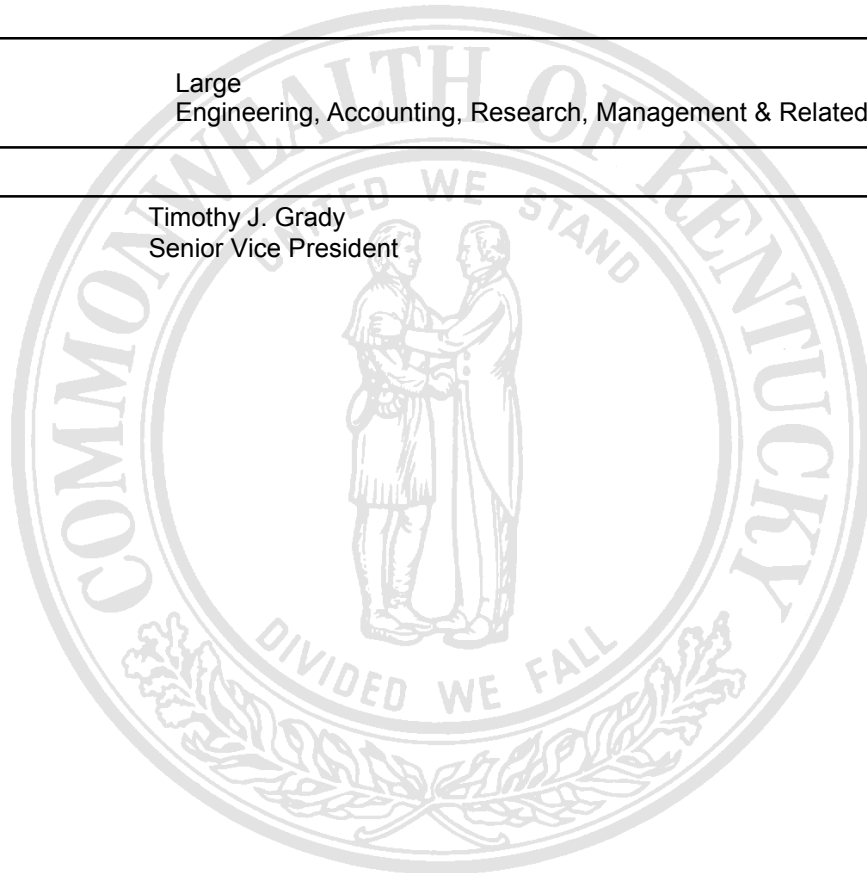 Large
Engineering, Accounting, Research, Management & Related
Timothy J. Grady
Senior Vice President
COMMONWEALTH OF KENTUCKY
UNITED WE STAND
DIVIDED WE FALL